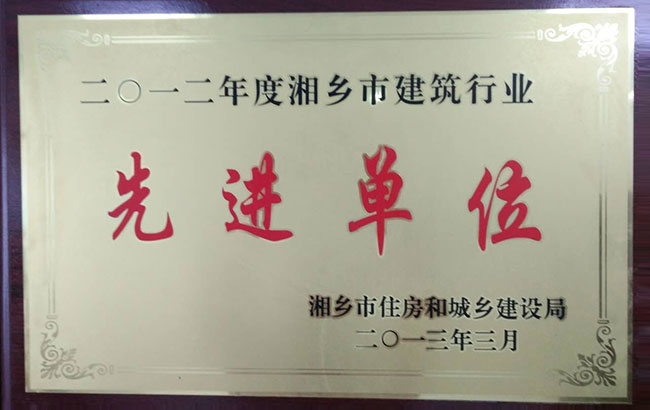 二〇一二年度湘乡市建筑行业
先进单位
湘乡市住房和城乡建设局
二〇一三年三月